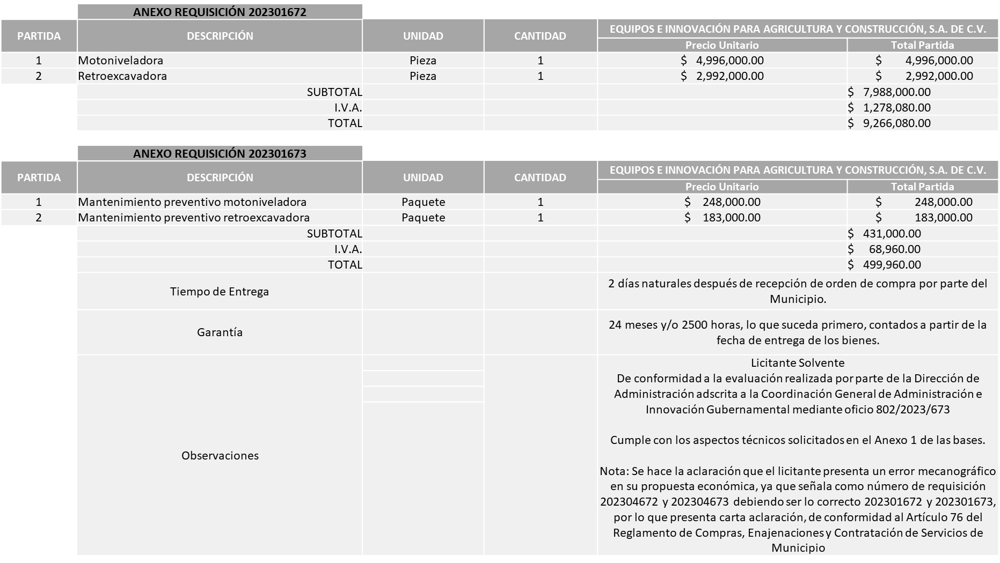 ANEXO REQUISICIÓN 202301672
PARTIDA DESCRIPCIÓN UNIDAD CANTIDAD EQUIPOS E INNOVACIÓN PARA AGRICULTURA Y CONSTRUCCIÓN, S.A. DE C.V.
Precio Unitario Total Partida
1 Motoniveladora Pieza 1 $ 4,996,000.00 $ 4,996,000.00
2 Retroexcavadora Pieza 1 $ 2,992,000.00 $ 2,992,000.00
SUBTOTAL $ 7,988,000.00
I.V.A. $ 1,278,080.00
TOTAL $ 9,266,080.00
ANEXO REQUISICIÓN 202301673
PARTIDA DESCRIPCIÓN UNIDAD CANTIDAD EQUIPOS E INNOVACIÓN PARA AGRICULTURA Y CONSTRUCCIÓN, S.A. DE C.V.
Precio Unitario Total Partida
1 Mantenimiento preventivo motoniveladora Paquete 1 $ 248,000.00 $ 248,000.00
2 Mantenimiento preventivo retroexcavadora Paquete 1 $ 183,000.00 $ 183,000.00
SUBTOTAL $ 431,000.00
I.V.A. $ 68,960.00
TOTAL $ 499,960.00
Tiempo de Entrega
2 días naturales después de recepción de orden de compra por parte del
Municipio.
Garantía
24 meses y/o 2500 horas, lo que suceda primero, contados a partir de la
fecha de entrega de los bienes.
Observaciones
Licitante Solvente
De conformidad a la evaluación realizada por parte de la Dirección de
Administración adscrita a la Coordinación General de Administración e
Innovación Gubernamental mediante oficio 802/2023/673
Cumple con los aspectos técnicos solicitados en el Anexo 1 de las bases.
Nota: Se hace la aclaración que el licitante presenta un error mecanográfico
en su propuesta económica, ya que señala como número de requisición
202304672 y 202304673 debiendo ser lo correcto 202301672 y 202301673,
por lo que presenta carta aclaración, de conformidad al Artículo 76 del
Reglamento de Compras, Enajenaciones y Contratación de Servicios de
Municipio